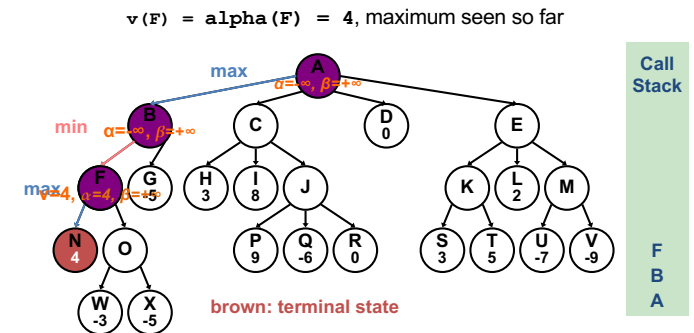 v(F) = alpha(F) = 4, maximum seen so far
Call
Stack
max
A
α=-∞, β=+∞
min
B
α=-∞, β=+∞
C
D
0
E
max
F
v=4, α=4, β=+∞
G
-5
H
3
I
8
J
K
L
2
M
N
4
O
P
9
Q
-6
R
0
S
3
T
5
U
-7
V
-9
W
-3
X
-5
brown: terminal state
F
B
A